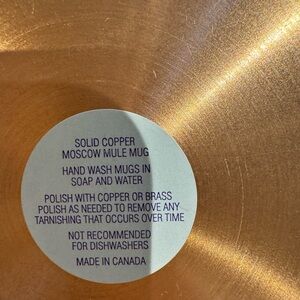 SOLID COPPER
MOSCOW MULE MUG
HAND WASH MUGS IN
SOAP AND WATER
POLISH WITH COPPER OR BRASS
POLISH AS NEEDED TO REMOVE ANY
TARNISHING THAT OCCURS OVER TIME
NOT RECOMMENDED
FOR DISHWASHERS
MADE IN CANADA